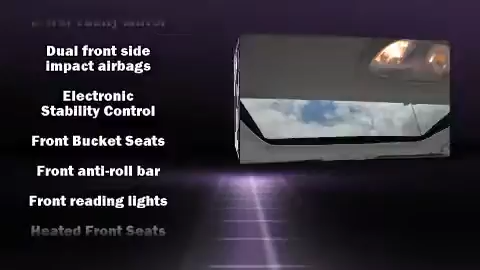 Dual front side
impact airbags
Electronic
Stability Control
Front Bucket Seats
Front anti-roll bar
Front reading lights
Heated Front Seats